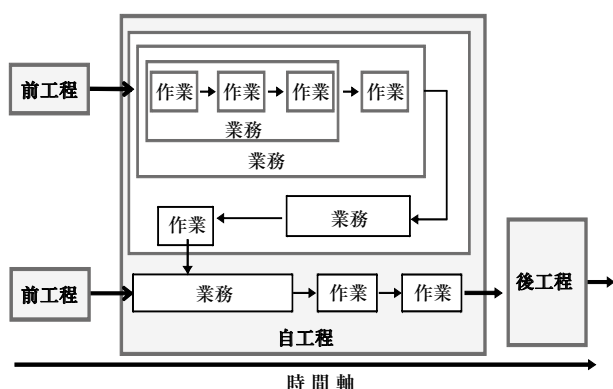 前工程
作業 作業 作業 作業
業務
業務
業務
作業
前工程
業務 作業 作業
後工程
自工程
時間軸